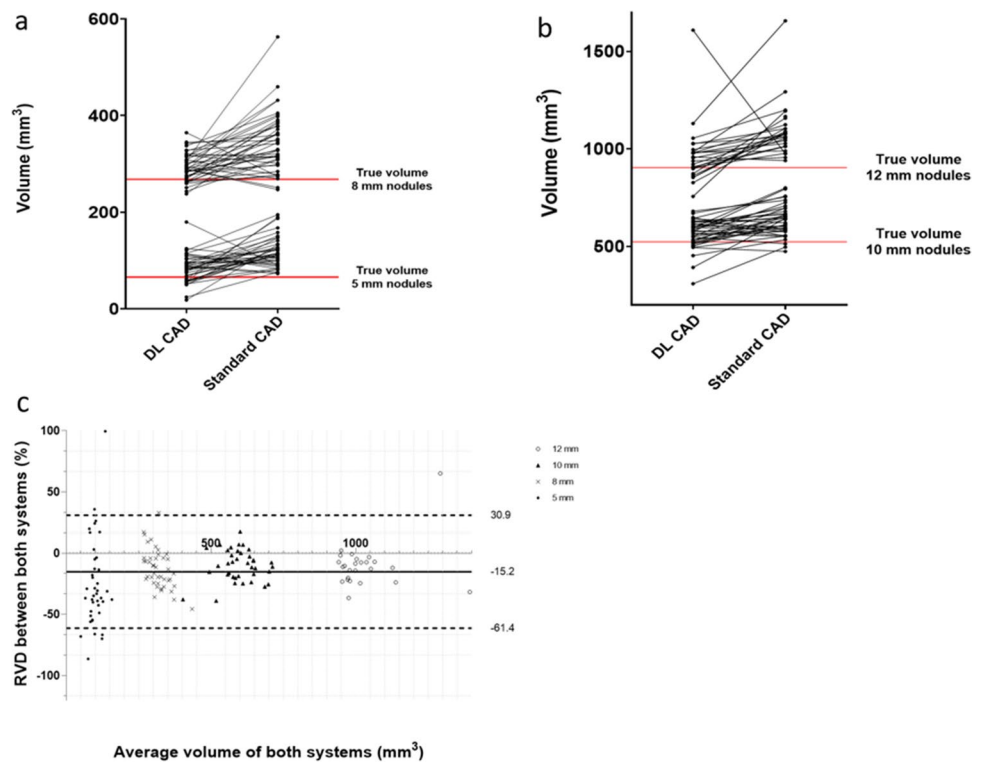 a
600
400
200
0
Volume (mm³)
True volume
8 mm nodules
True volume
5 mm nodules
DL CAD
Standard CAD
b
1500
1000
500
Volume (mm³)
True volume
12 mm nodules
True volume
10 mm nodules
DL CAD
Standard CAD
c
100
50
0
-50
-100
RVD between both systems (%)
500
1000
30.9
-15.2
-61.4
12 mm
10 mm
8 mm
5 mm
Average volume of both systems (mm³)